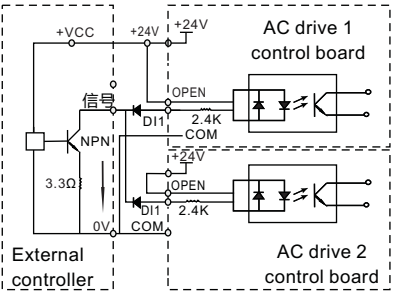 +24V
AC drive 1
control board
+VCC
+24V
OPEN
信号
DI1
2.4K
NPN
COM
+24V
3.3Ω
OPEN
DI1
2.4K
0V
COM
External
controller
AC drive 2
control board